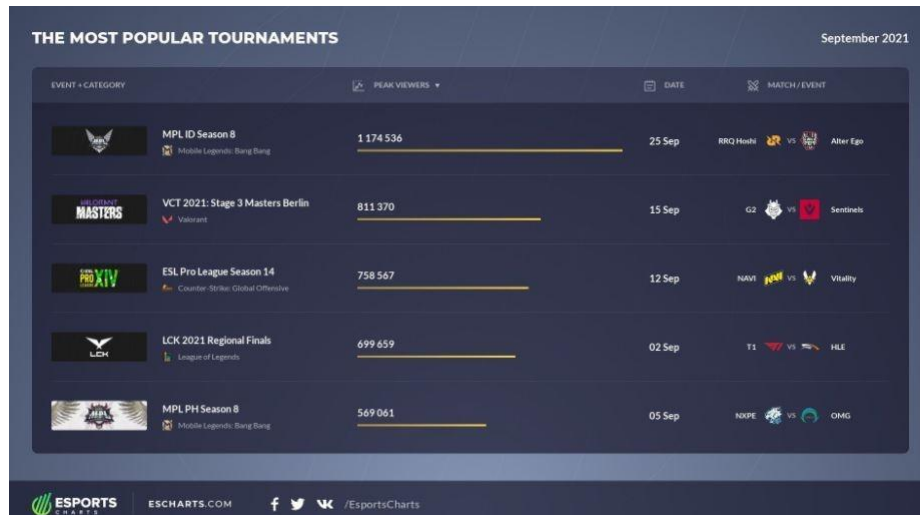 THE MOST POPULAR TOURNAMENTS
September 2021
EVENT + CATEGORY
PEAK VIEWERS
DATE
MATCH / EVENT
MPL ID Season 8
Mobile Legends: Bang Bang
1 174 536
25 Sep
RRQ Hoshi VS Alter Ego
VALORANT
MASTERS
VCT 2021: Stage 3 Masters Berlin
Valorant
811 370
15 Sep
G2 VS Sentinels
PRO XIV
ESL Pro League Season 14
Counter-Strike: Global Offensive
758 567
12 Sep
NAVI VS Vitality
LCK
LCK 2021 Regional Finals
League of Legends
699 659
02 Sep
T1 VS HLE
MPL PH Season 8
Mobile Legends: Bang Bang
569 061
05 Sep
NXPE VS OMG
ESPORTS
CHARTS
ESCHARTS.COM
/EsportsCharts